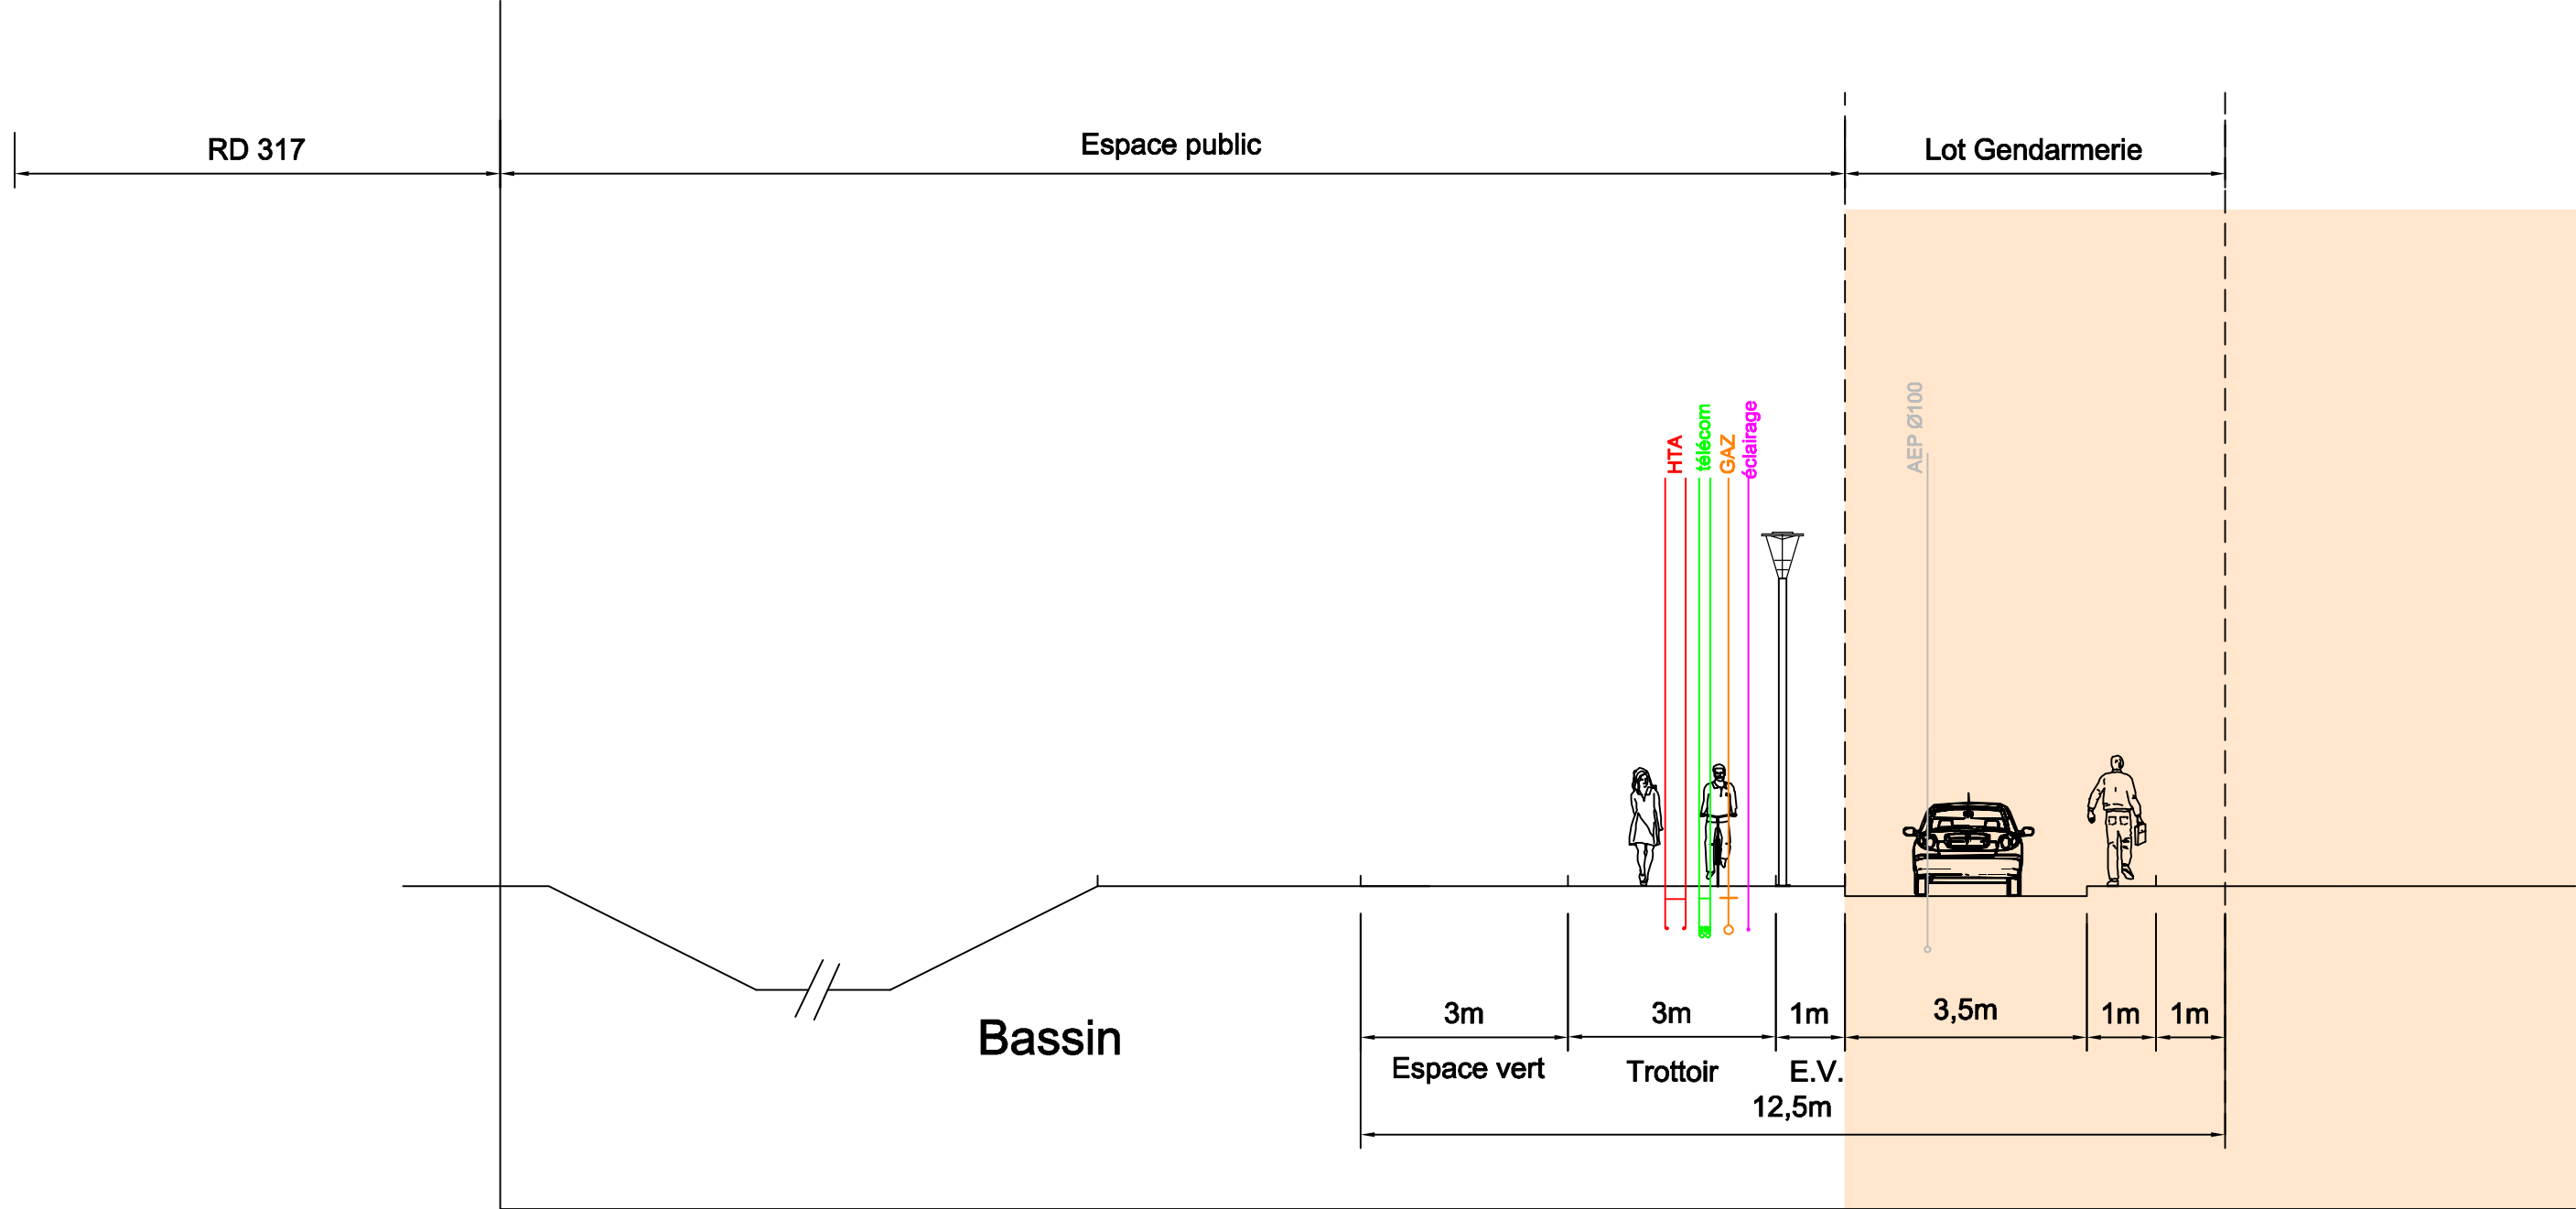 RD 317
Espace public
Lot Gendarmerie
HTA
télécom
GAZ
éclairage
AEP Ø100
Bassin
3m
3m
1m
3,5m
1m
1m
Espace vert
Trottoir
E.V.
12,5m